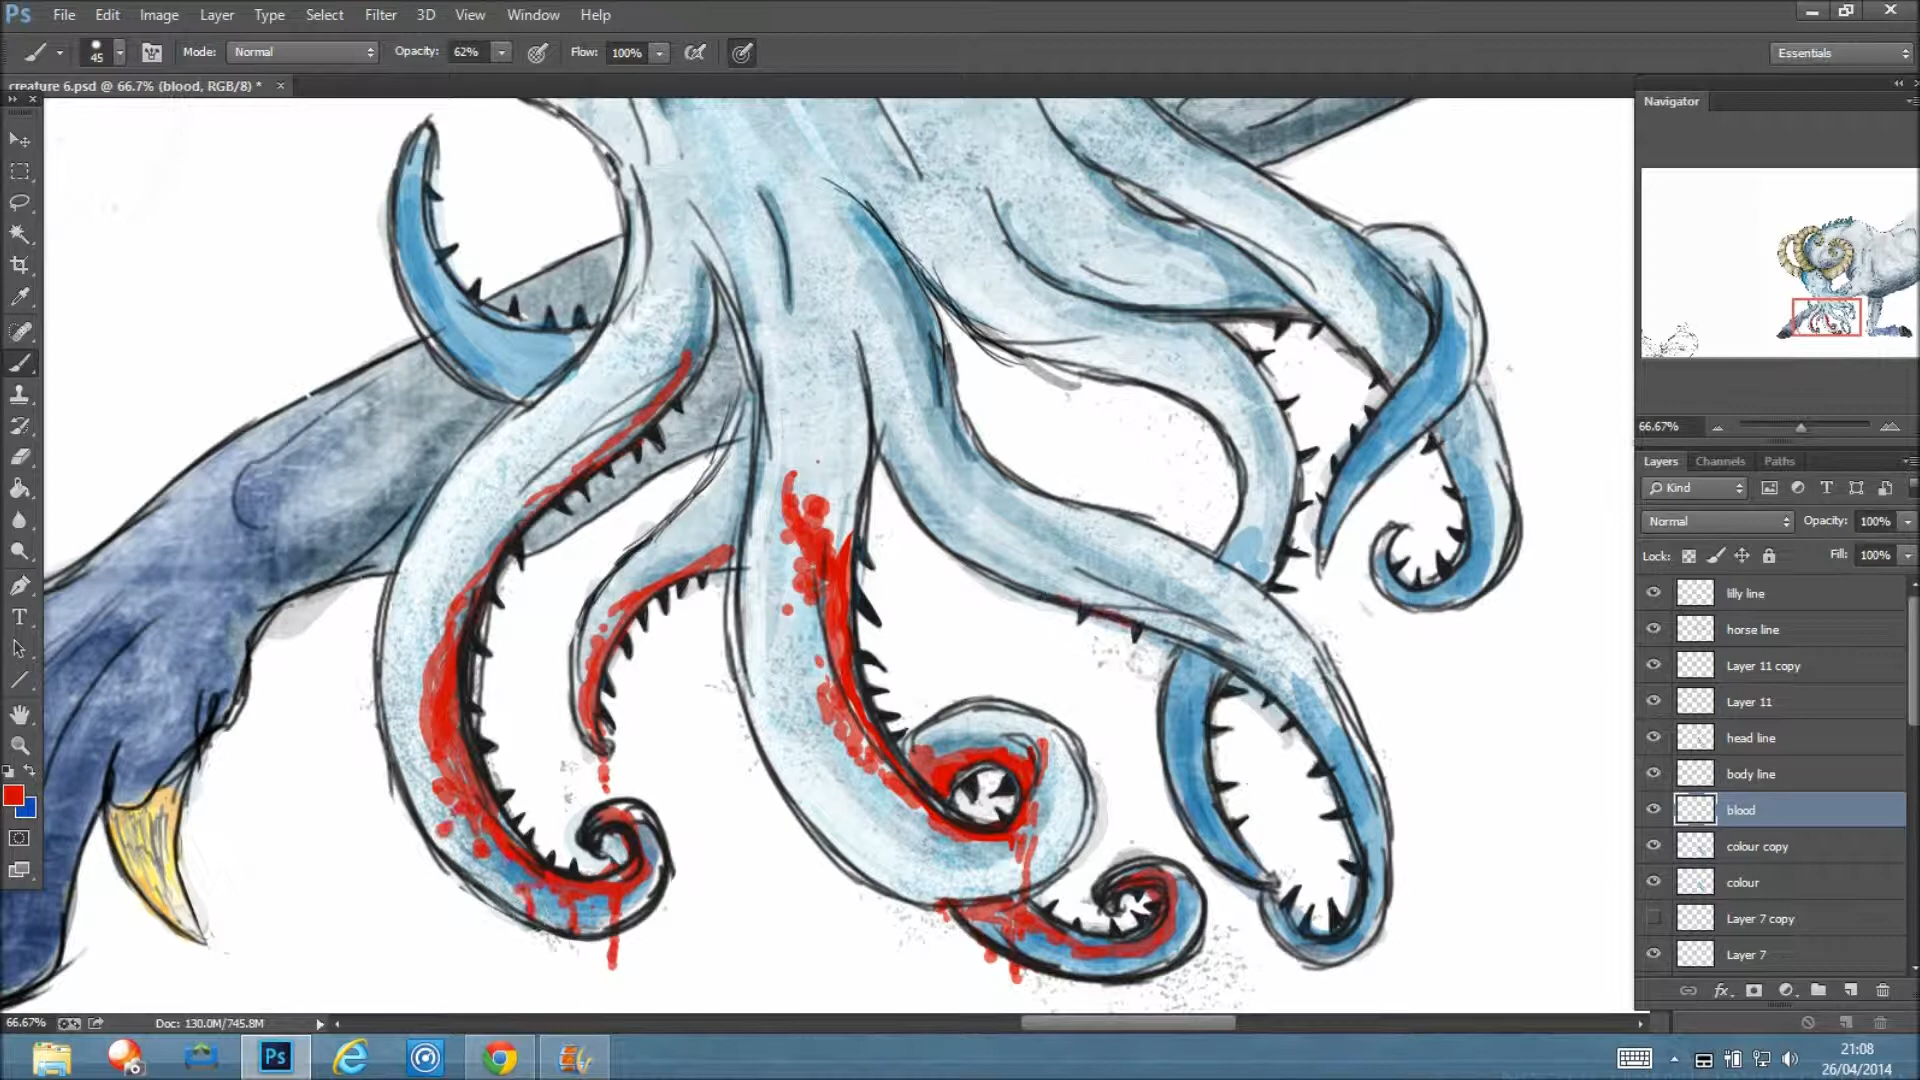 Ps File Edit Image Layer Type Select Filter 3D View Window Help
45 Mode: Normal Opacity: 62% Flow: 100% Essentials
creature 6.psd @ 66.7% (blood, RGB/8) * ×
Navigator
66.67%
Layers Channels Paths
Kind
Normal Opacity: 100%
Lock: Fill: 100%
lilly line
horse line
Layer 11 copy
Layer 11
head line
body line
blood
colour copy
colour
Layer 7 copy
Layer 7
66.67% Doc: 130.0M/745.8M
Ps
21:08
26/04/2014